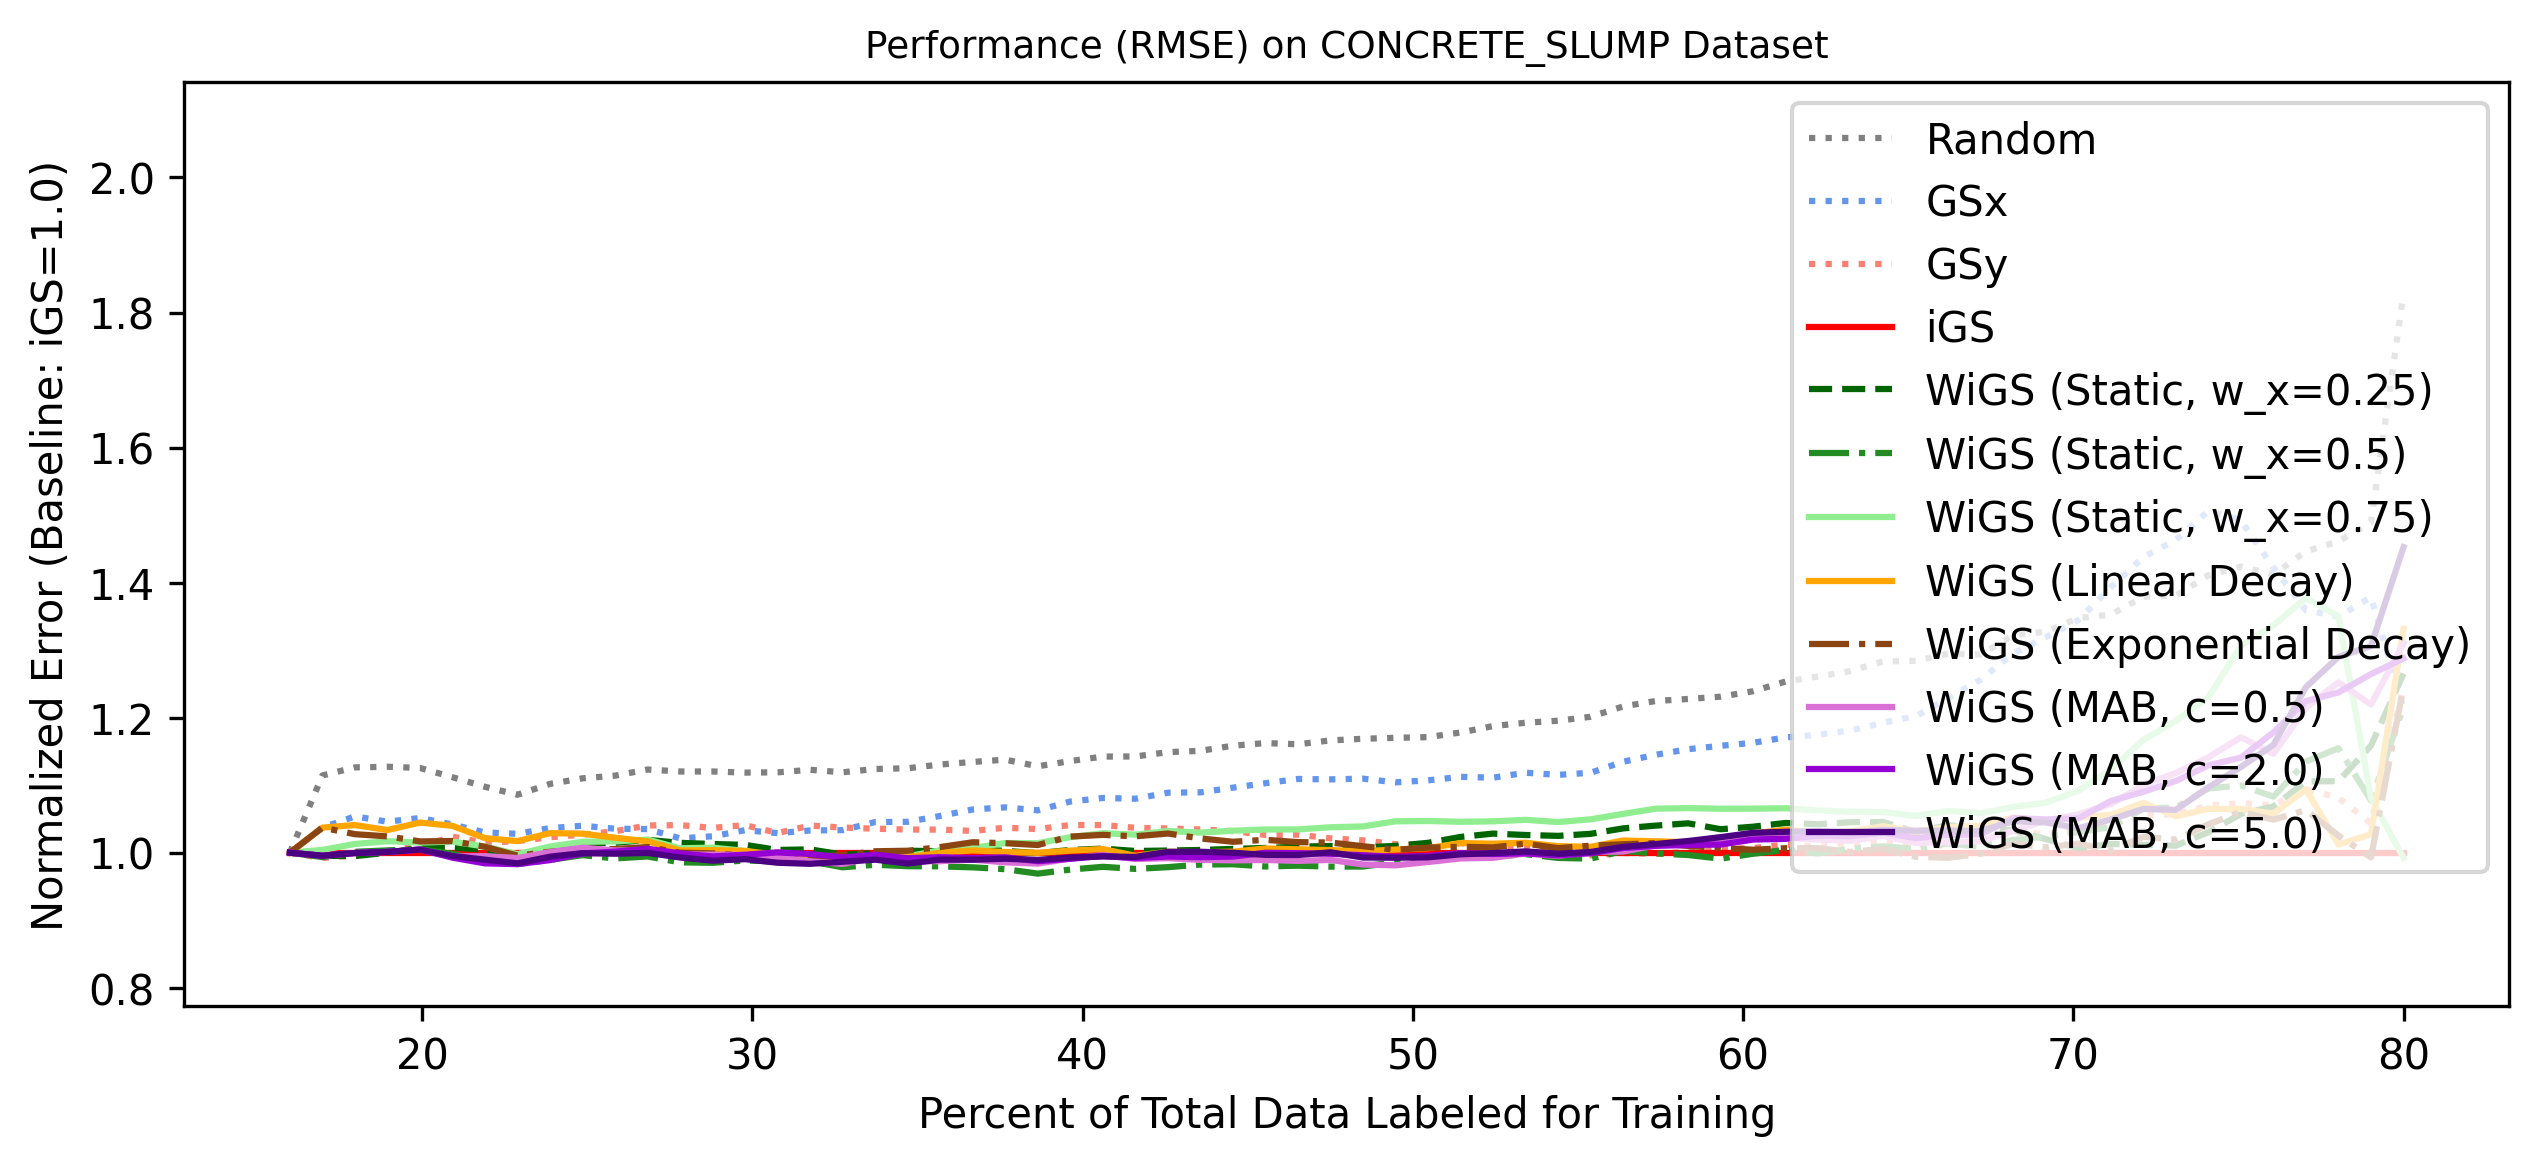 Performance (RMSE) on CONCRETE_SLUMP Dataset
Normalized Error (Baseline: iGS=1.0)
2.0
1.8
1.6
1.4
1.2
1.0
0.8
Random
GSx
GSy
iGS
WiGS (Static, w_x=0.25)
WiGS (Static, w_x=0.5)
WiGS (Static, w_x=0.75)
WiGS (Linear Decay)
WiGS (Exponential Decay)
WiGS (MAB, c=0.5)
WiGS (MAB, c=2.0)
WiGS (MAB, c=5.0)
20 30 40 50 60 70 80
Percent of Total Data Labeled for Training